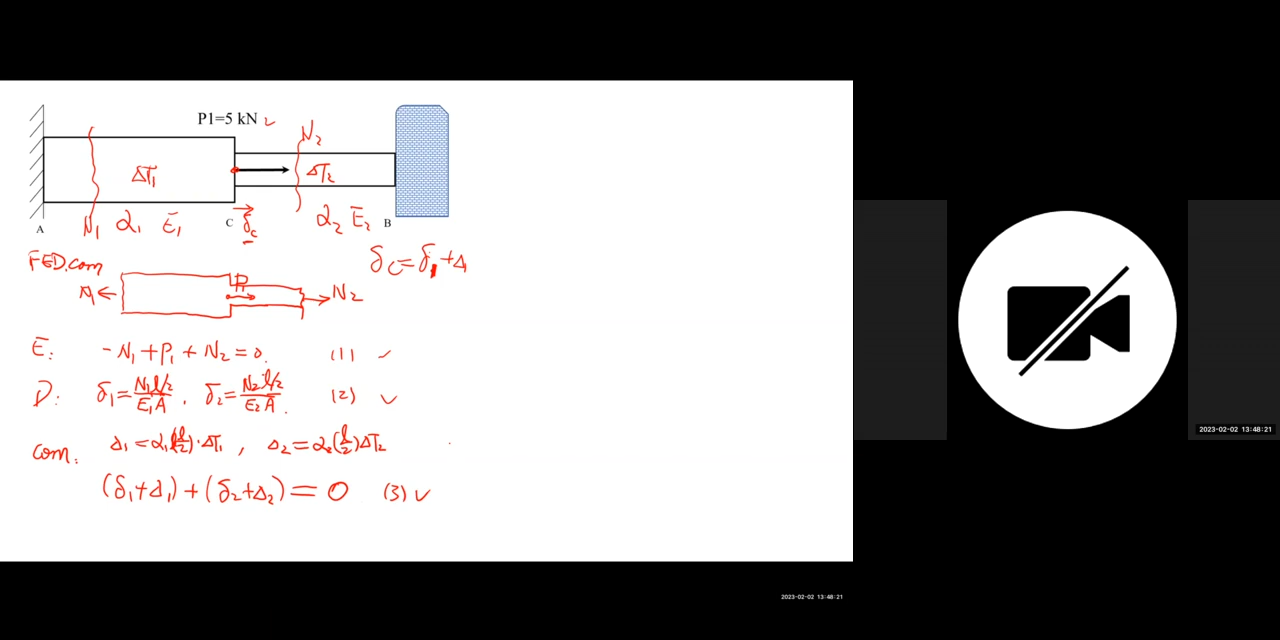 P1=5 kN 2
N₂
ΔT₁
ΔT₂
A
N₁ α₁ E₁
C
δc
α₂ E₂
B
δc=δ₁+Δ₁
P₁
N₁
N₂
E: -N₁+P₁+N₂=0. (1) ✓
D: δ₁=N₁l/2/E₁A, δ₂=N₂l/2/E₂A. (2) ✓
com: Δ₁=α₁(l/2)·ΔT₁, Δ₂=α₂(l/2)ΔT₂
(δ₁+Δ₁)+(δ₂+Δ₂)=0 (3) ✓
2023-02-02 13:48:21
2023-02-02 13:48:21